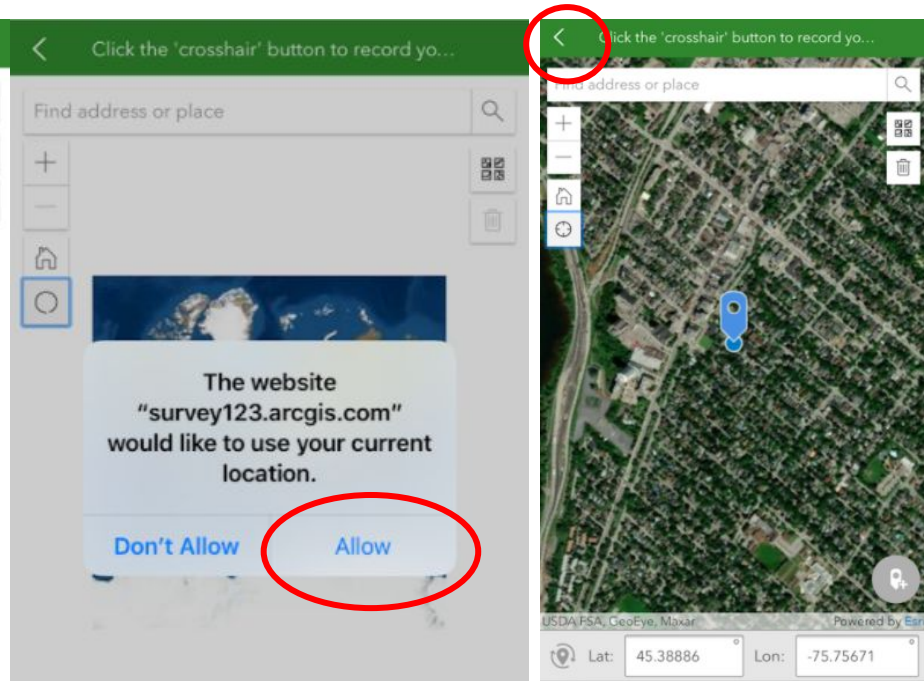 Click the 'crosshair' button to record yo...
Find address or place
The website
"survey123.arcgis.com"
would like to use your current
location.
Don't Allow
Allow
Click the 'crosshair' button to record yo...
Find address or place
USDA FSA, GeoEye, Maxar
Powered by Esri
Lat:
45.38886
°
Lon:
-75.75671
°